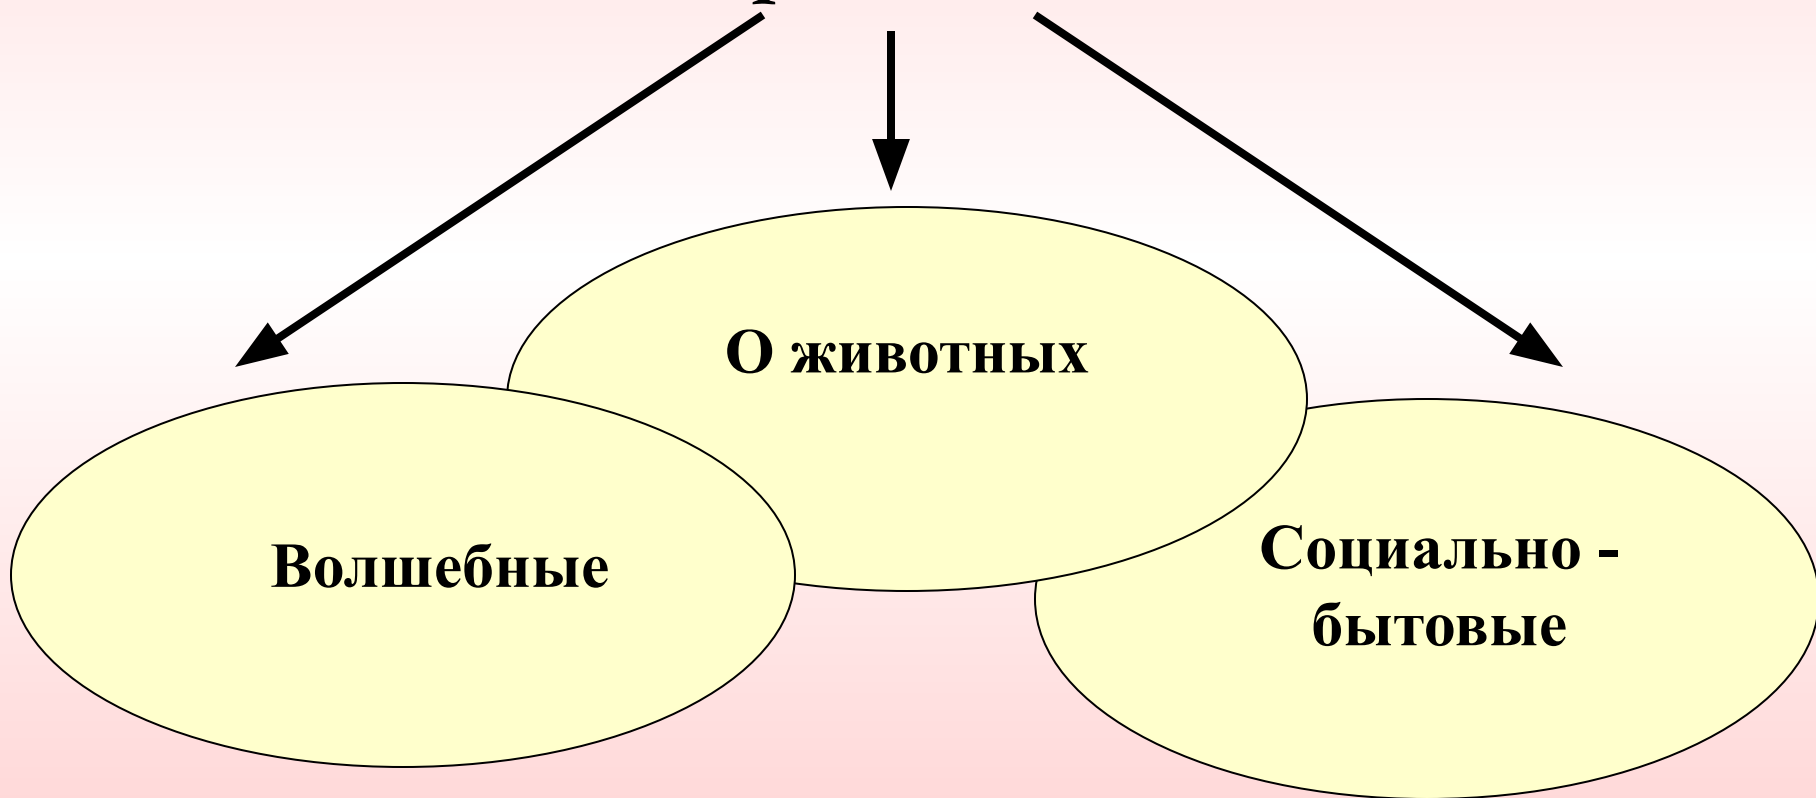 О животных
Волшебные
Социально -
бытовые